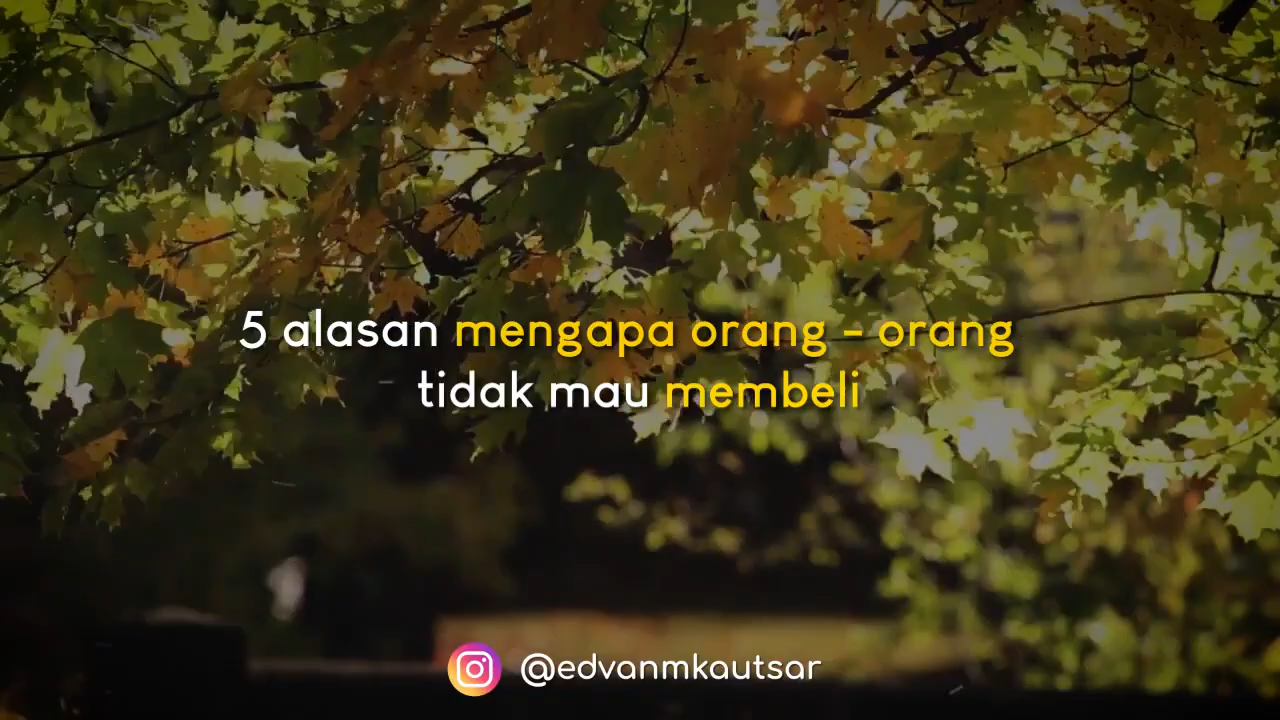 5 alasan mengapa orang - orang
tidak mau membeli
@edvanmkautsar